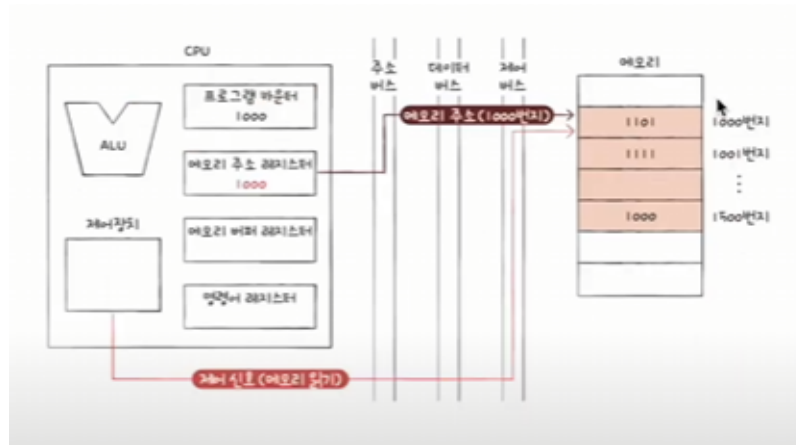 CPU
주소
버스
데이터
버스
제어
버스
메모리
프로그램 카운터
1000
ALU
메모리 주소 레지스터
1000
메모리 버퍼 레지스터
제어장치
명령어 레지스터
메모리 주소(1000번지)
제어 신호(메모리 읽기)
1101
1000번지
1111
1001번지
⋮
1000
1500번지